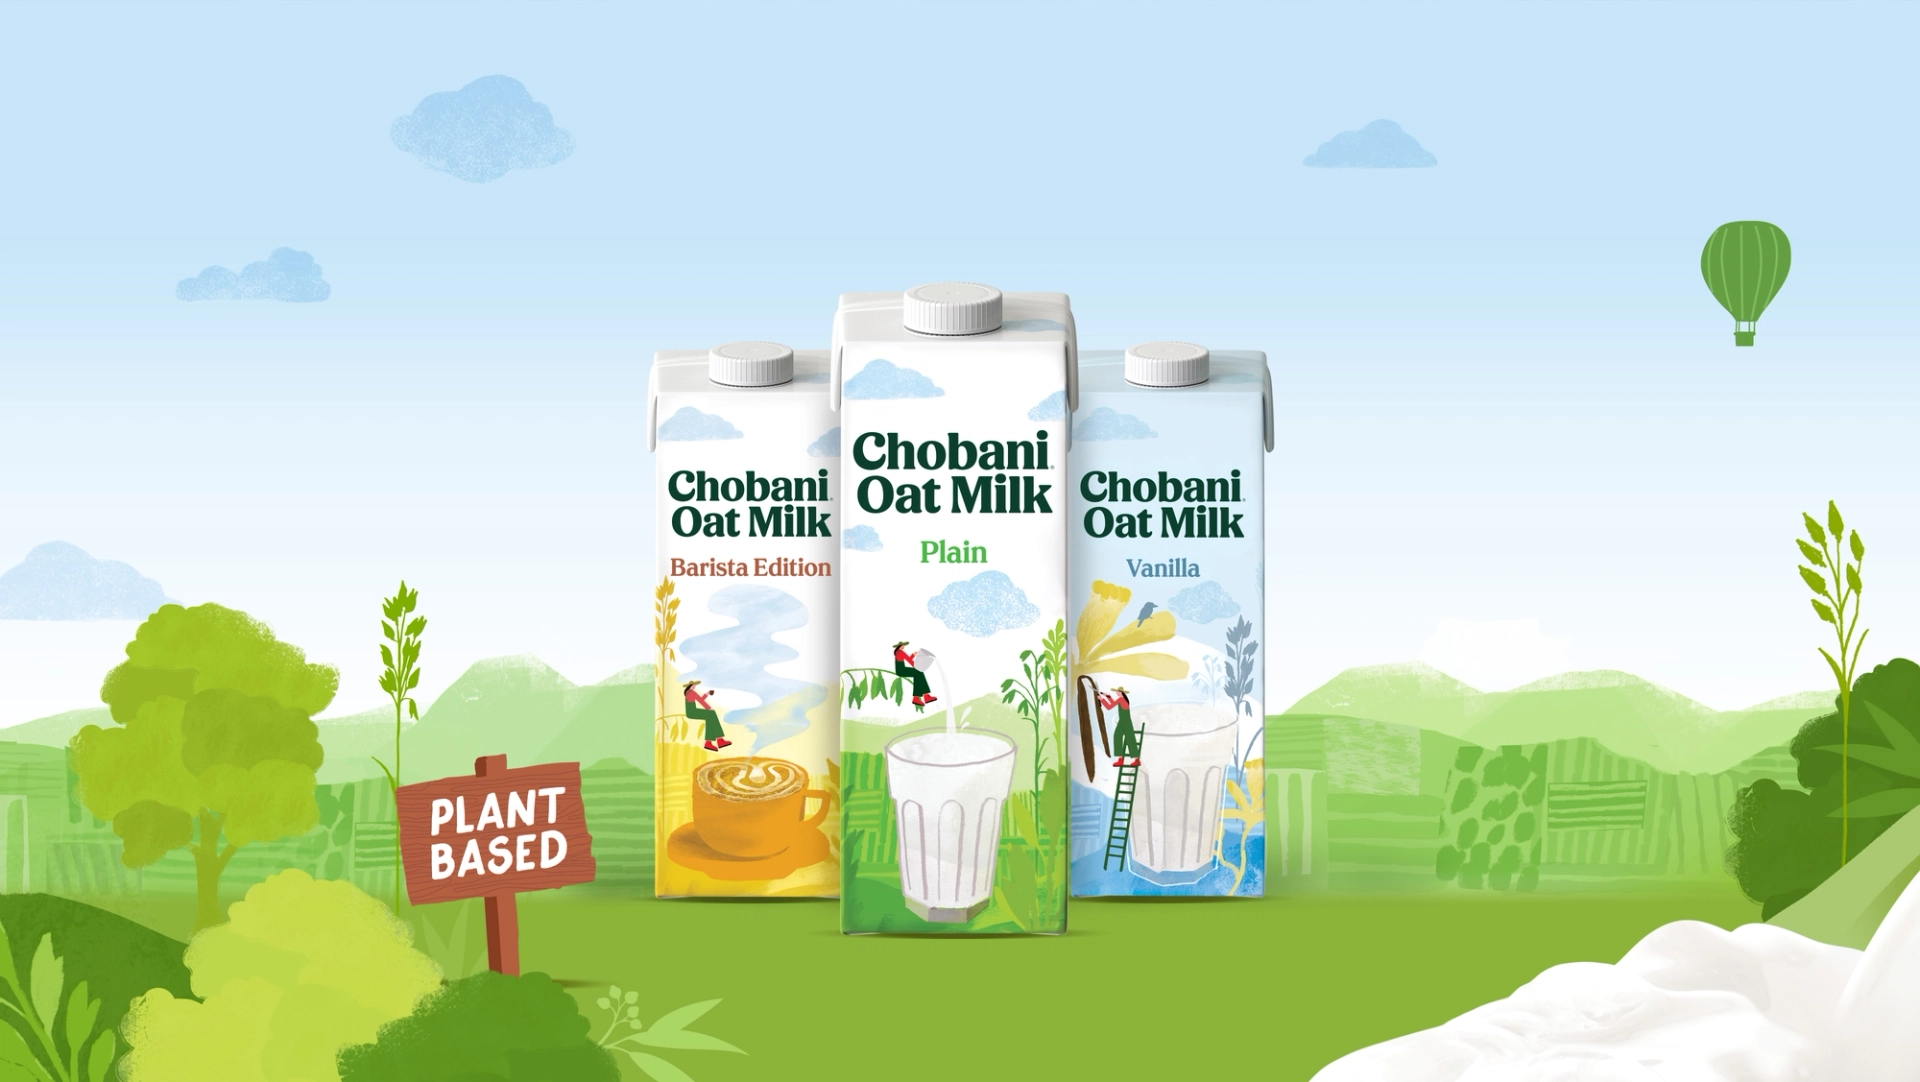 Chobani
Oat Milk
Barista Edition
Chobani
Oat Milk
Plain
Chobani
Oat Milk
Vanilla
PLANT
BASED